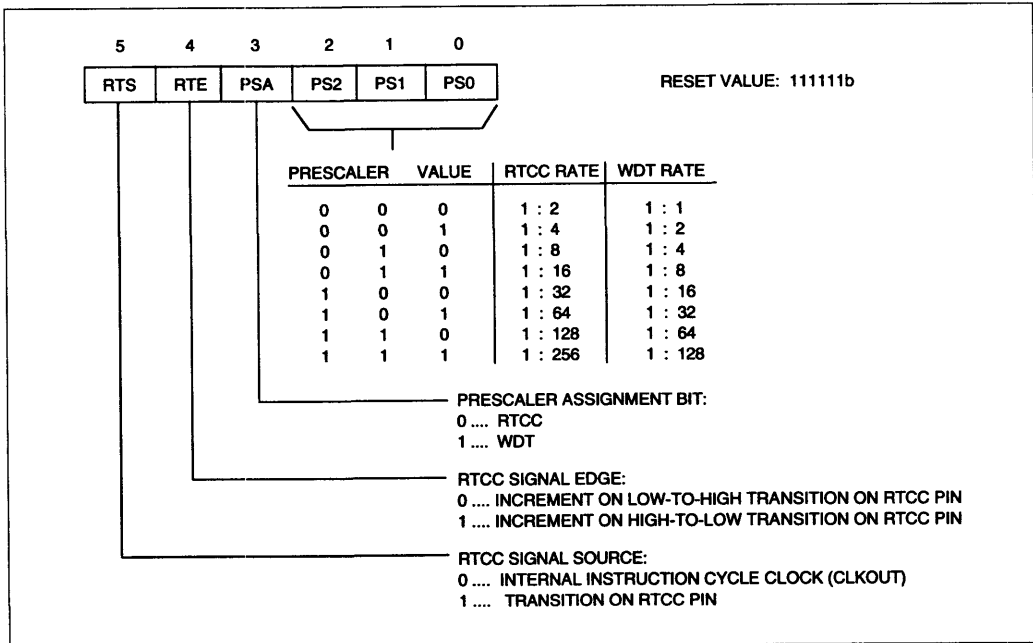 5 4 3 2 1 0
RTS RTE PSA PS2 PS1 PS0 RESET VALUE: 111111b
PRESCALER VALUE RTCC RATE WDT RATE
0 0 0 1 : 2 1 : 1
0 0 1 1 : 4 1 : 2
0 1 0 1 : 8 1 : 4
0 1 1 1 : 16 1 : 8
1 0 0 1 : 32 1 : 16
1 0 1 1 : 64 1 : 32
1 1 0 1 : 128 1 : 64
1 1 1 1 : 256 1 : 128
PRESCALER ASSIGNMENT BIT:
0 .... RTCC
1 .... WDT
RTCC SIGNAL EDGE:
0 .... INCREMENT ON LOW-TO-HIGH TRANSITION ON RTCC PIN
1 .... INCREMENT ON HIGH-TO-LOW TRANSITION ON RTCC PIN
RTCC SIGNAL SOURCE:
0 .... INTERNAL INSTRUCTION CYCLE CLOCK (CLKOUT)
1 .... TRANSITION ON RTCC PIN